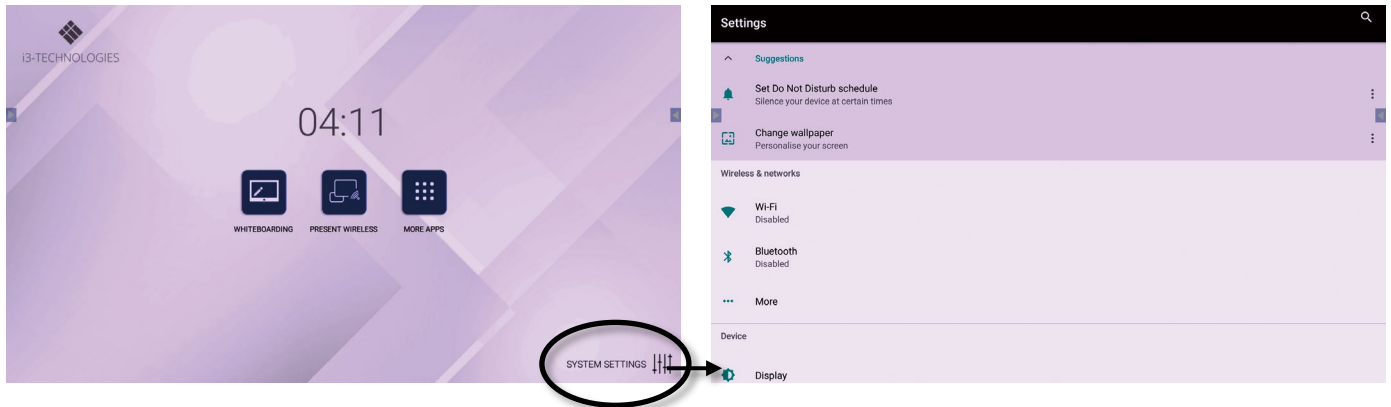 i3-TECHNOLOGIES
04:11
WHITEBOARDING
PRESENT WIRELESS
MORE APPS
SYSTEM SETTINGS
Settings
Suggestions
Set Do Not Disturb schedule
Silence your device at certain times
Change wallpaper
Personalise your screen
Wireless & networks
Wi-Fi
Disabled
Bluetooth
Disabled
More
Device
Display